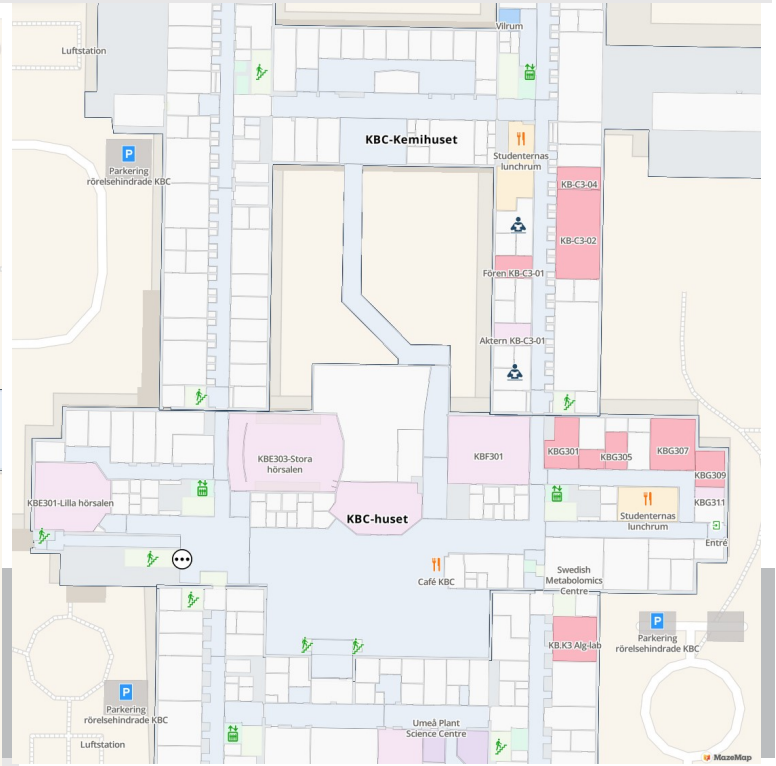 Vilrum
Luftstation
KBC-Kemihuset
P
Parkering
rörelsehindrade KBC
Studenternas
lunchrum
KB-C3-04
KB-C3-02
Fören KB-C3-01
Aktern KB-C3-01
KBE303-Stora
hörsalen
KBF301
KBG301
KBG305
KBG307
KBG309
KBE301-Lilla hörsalen
KBG311
KBC-huset
Studenternas
lunchrum
Entré
Café KBC
Swedish
Metabolomics
Centre
KB.K3 Alg-lab
P
Parkering
rörelsehindrade KBC
P
Parkering
rörelsehindrade KBC
Umeå Plant
Science Centre
Luftstation
MazeMap